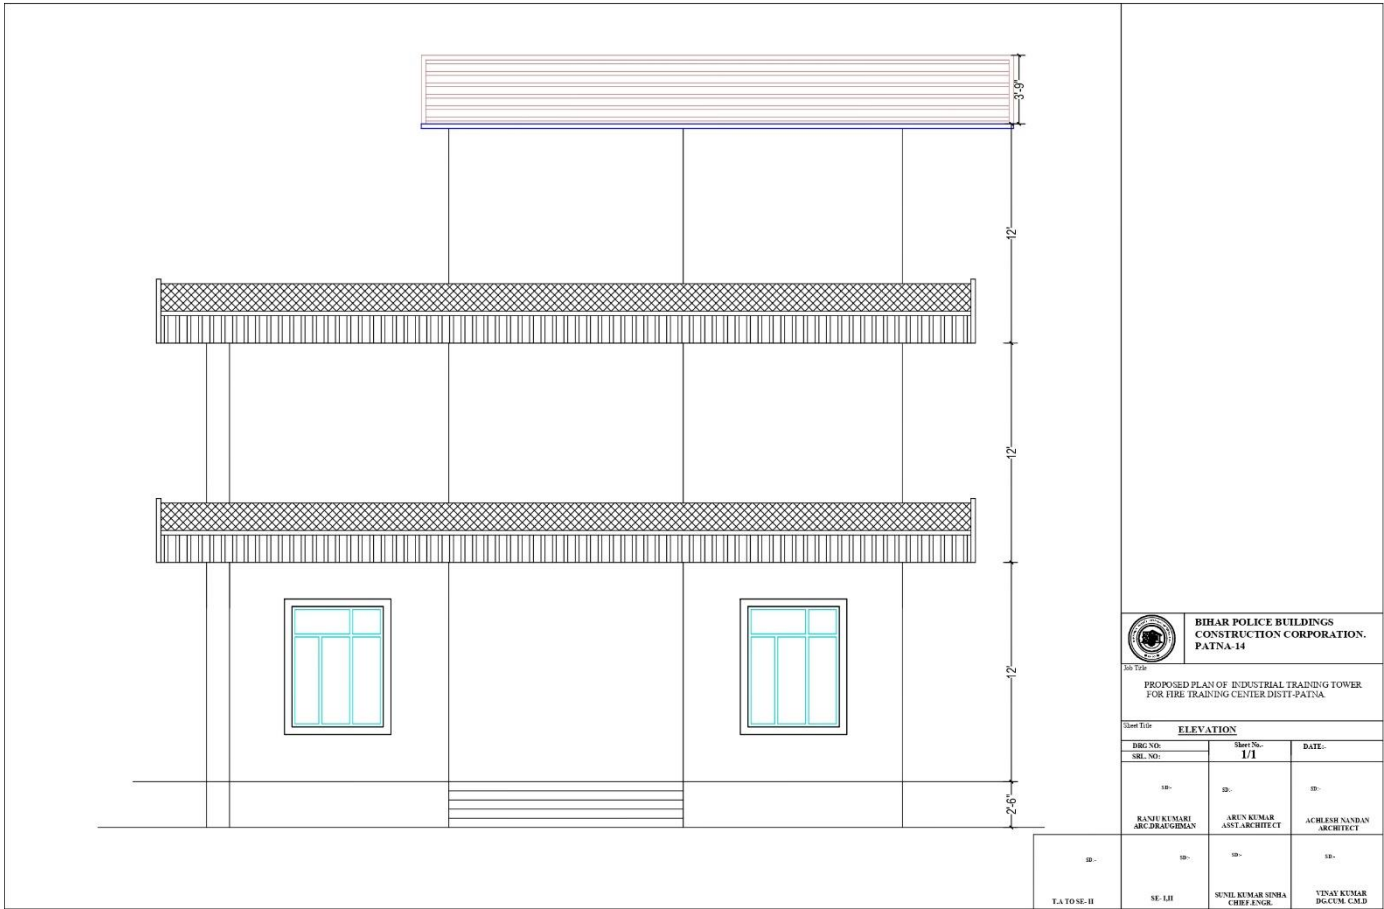 3'-9"
12'
12'
12'
2'-6"
BIHAR POLICE BUILDINGS
CONSTRUCTION CORPORATION.
PATNA-14
Job Title
PROPOSED PLAN OF INDUSTRIAL TRAINING TOWER
FOR FIRE TRAINING CENTER DISTT-PATNA.
Sheet Title
ELEVATION
DRG NO:
SRL. NO:
Sheet No.-
1/1
DATE:-
SD:-
SD:-
SD:-
RANJU KUMARI
ARC.DRAUGHMAN
ARUN KUMAR
ASST.ARCHITECT
ACHLESH NANDAN
ARCHITECT
SD:-
SD:-
SD:-
SD:-
T.A TO SE- II
SE- I,II
SUNIL KUMAR SINHA
CHIEF.ENGR.
VINAY KUMAR
DG.CUM. C.M.D